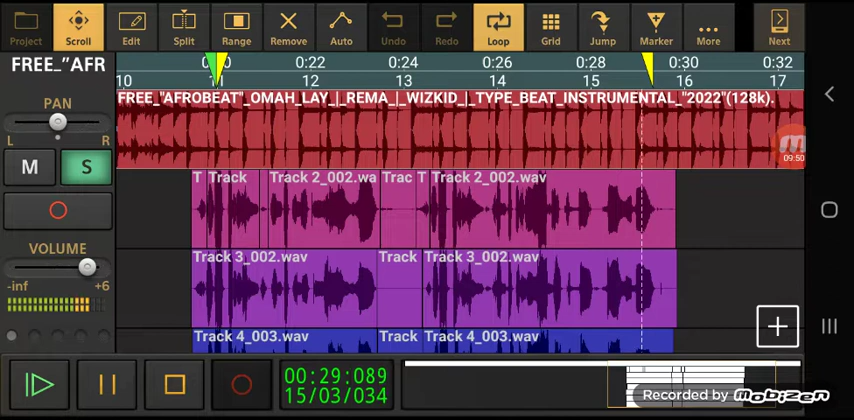 Project Scroll Edit Split Range Remove Auto Undo Redo Loop Grid Jump Marker More Next
FREE_"AFR
0:22 0:24 0:26 0:28 0:30 0:32
10 11 12 13 14 15 16 17
FREE_"AFROBEAT"_OMAH_LAY_|_REMA_|_WIZKID_|_TYPE_BEAT_INSTRUMENTAL_"2022"(128k).
PAN
L R
09:50
M S
T Track Track 2_002.wa Trac T Track 2_002.wav
VOLUME
-inf +6
Track 3_002.wav Track Track 3_002.wav
Track 4_003.wav Track Track 4_003.wav
00:29:089
15/03/034
Recorded by mobizen